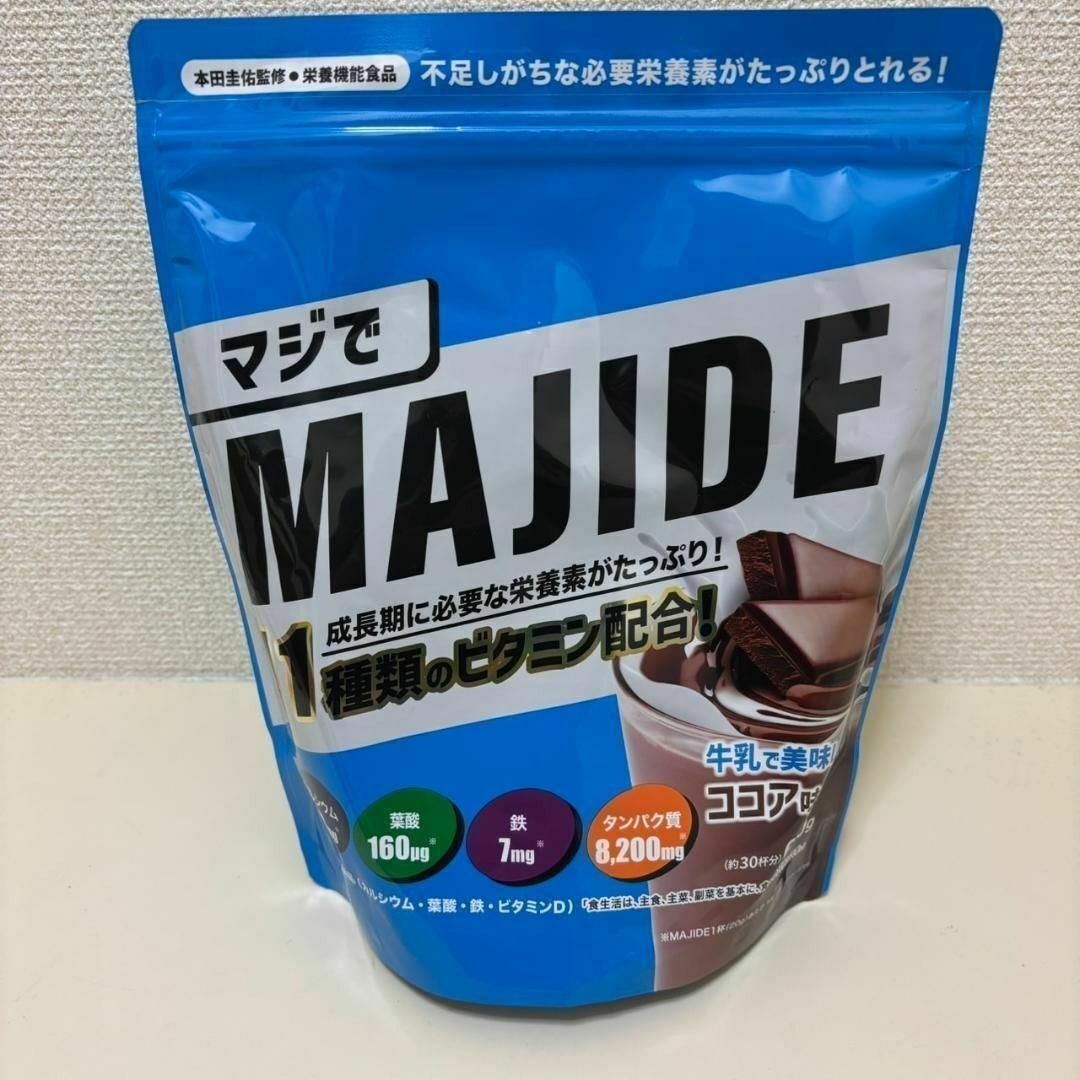 本田圭佑監修●栄養機能食品
不足しがちな必要栄養素がたっぷりとれる！
マジで
MAJIDE
成長期に必要な栄養素がたっぷり！
11種類のビタミン配合！
牛乳で美味
ココア味
(約30杯分)
シウム
葉酸
160μg※
鉄
7mg※
タンパク質
8,200mg※
(カルシウム・葉酸・鉄・ビタミンD)「食生活は、主食、主菜、副菜を基本に、
※MAJIDE1杯(20g)